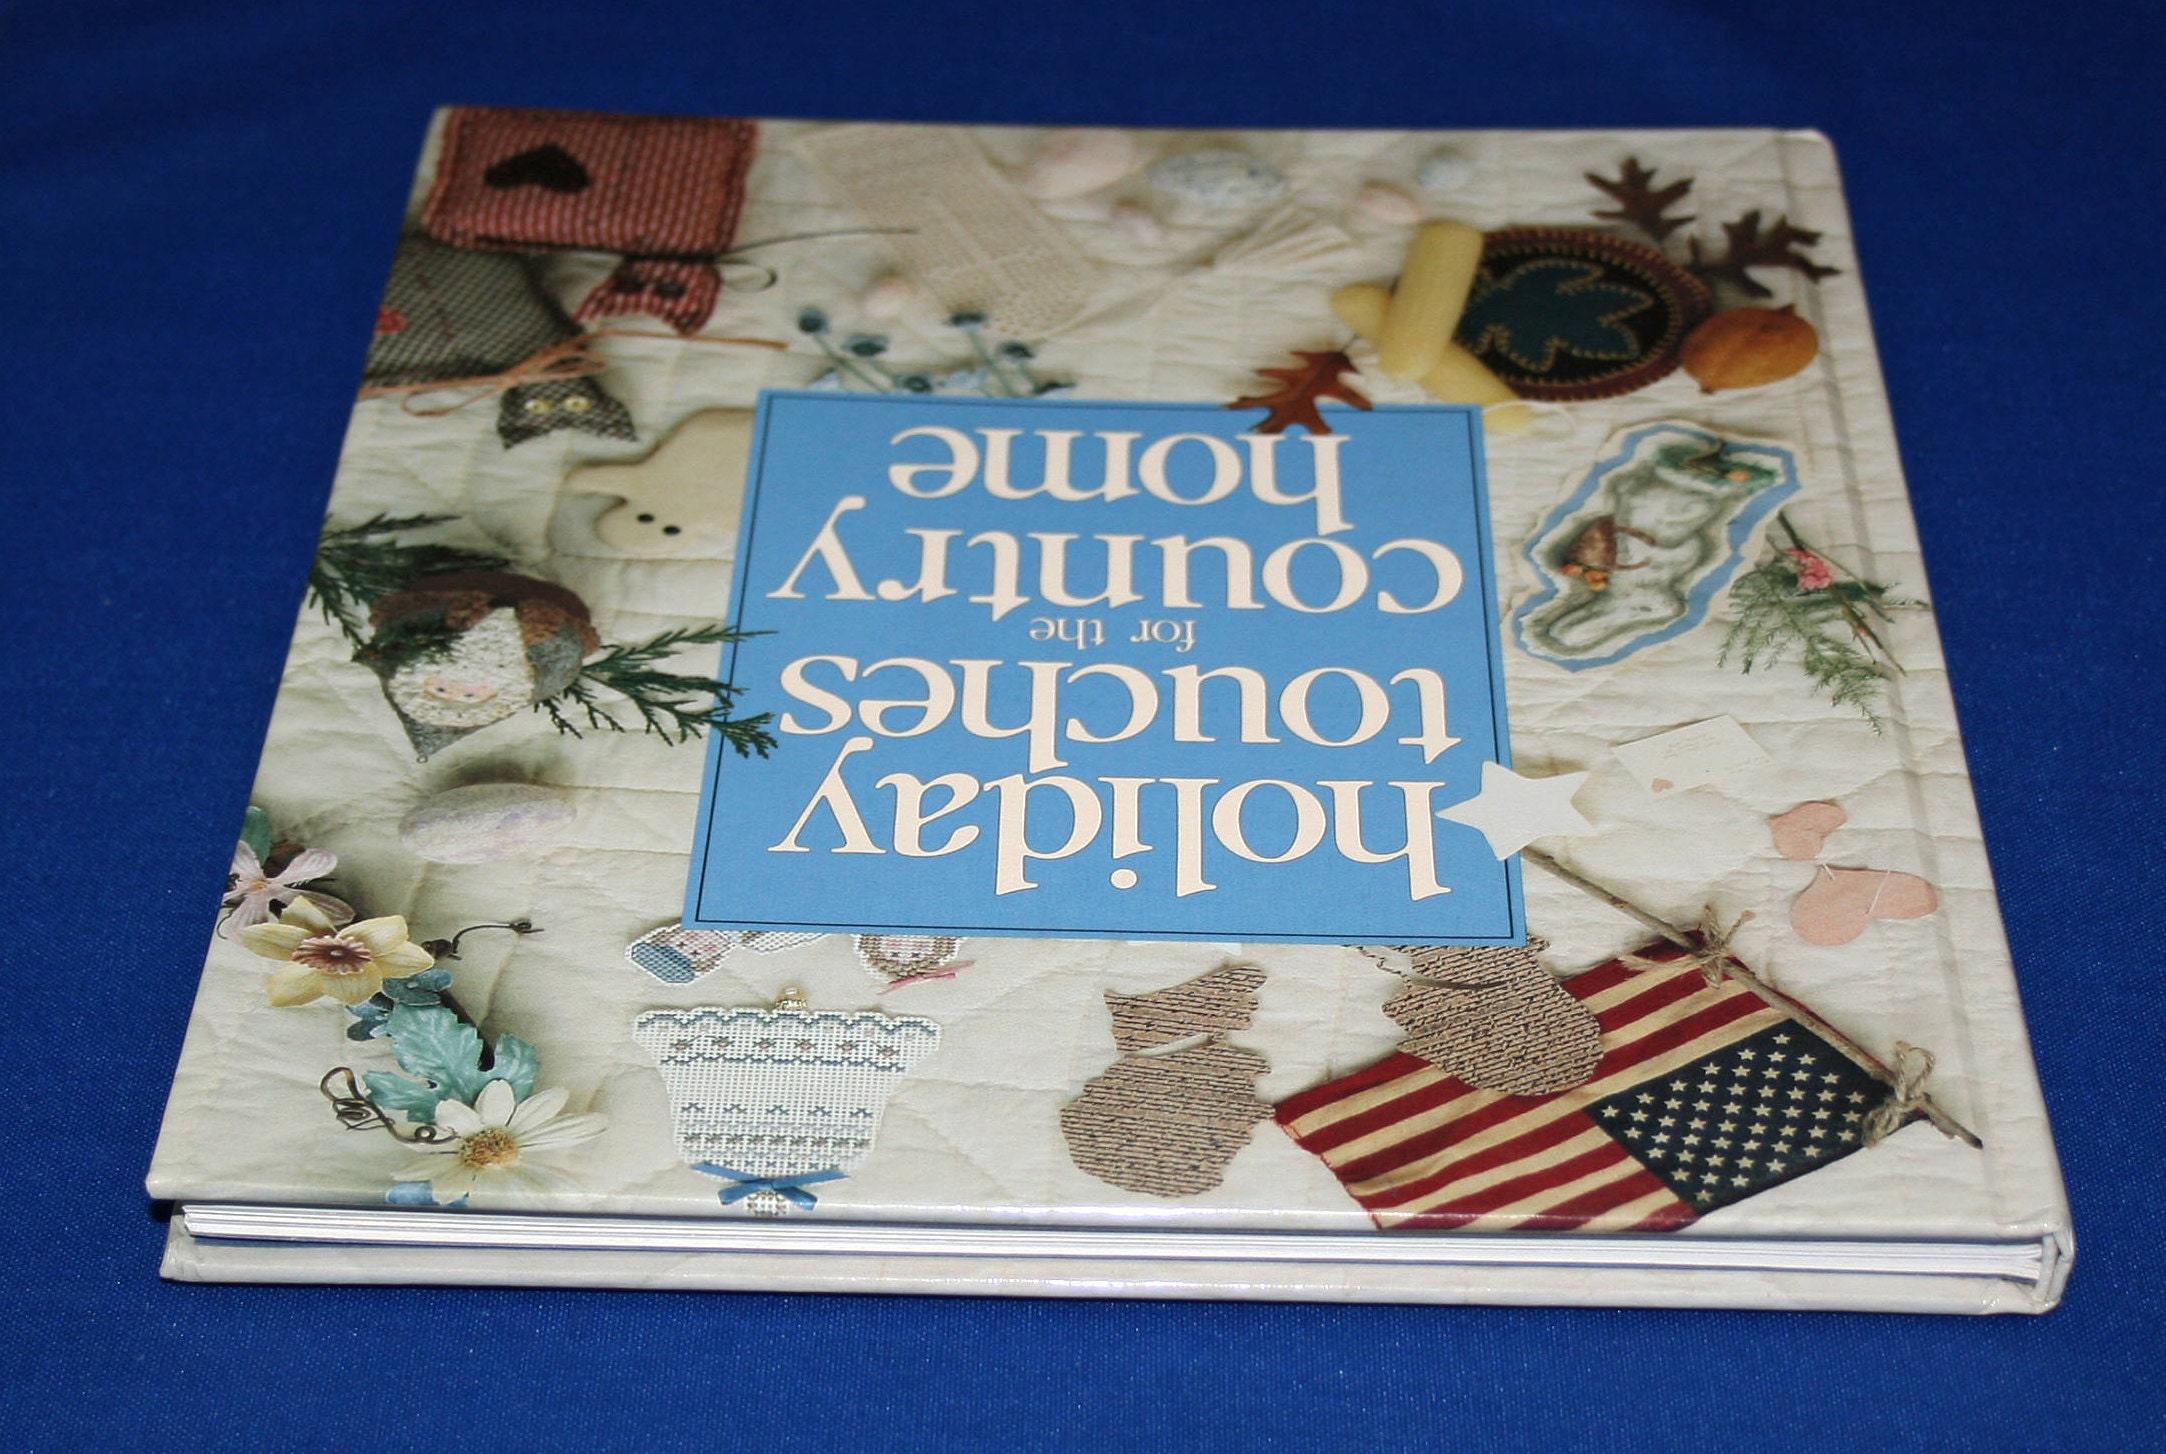 holiday
touches
for the
country
home